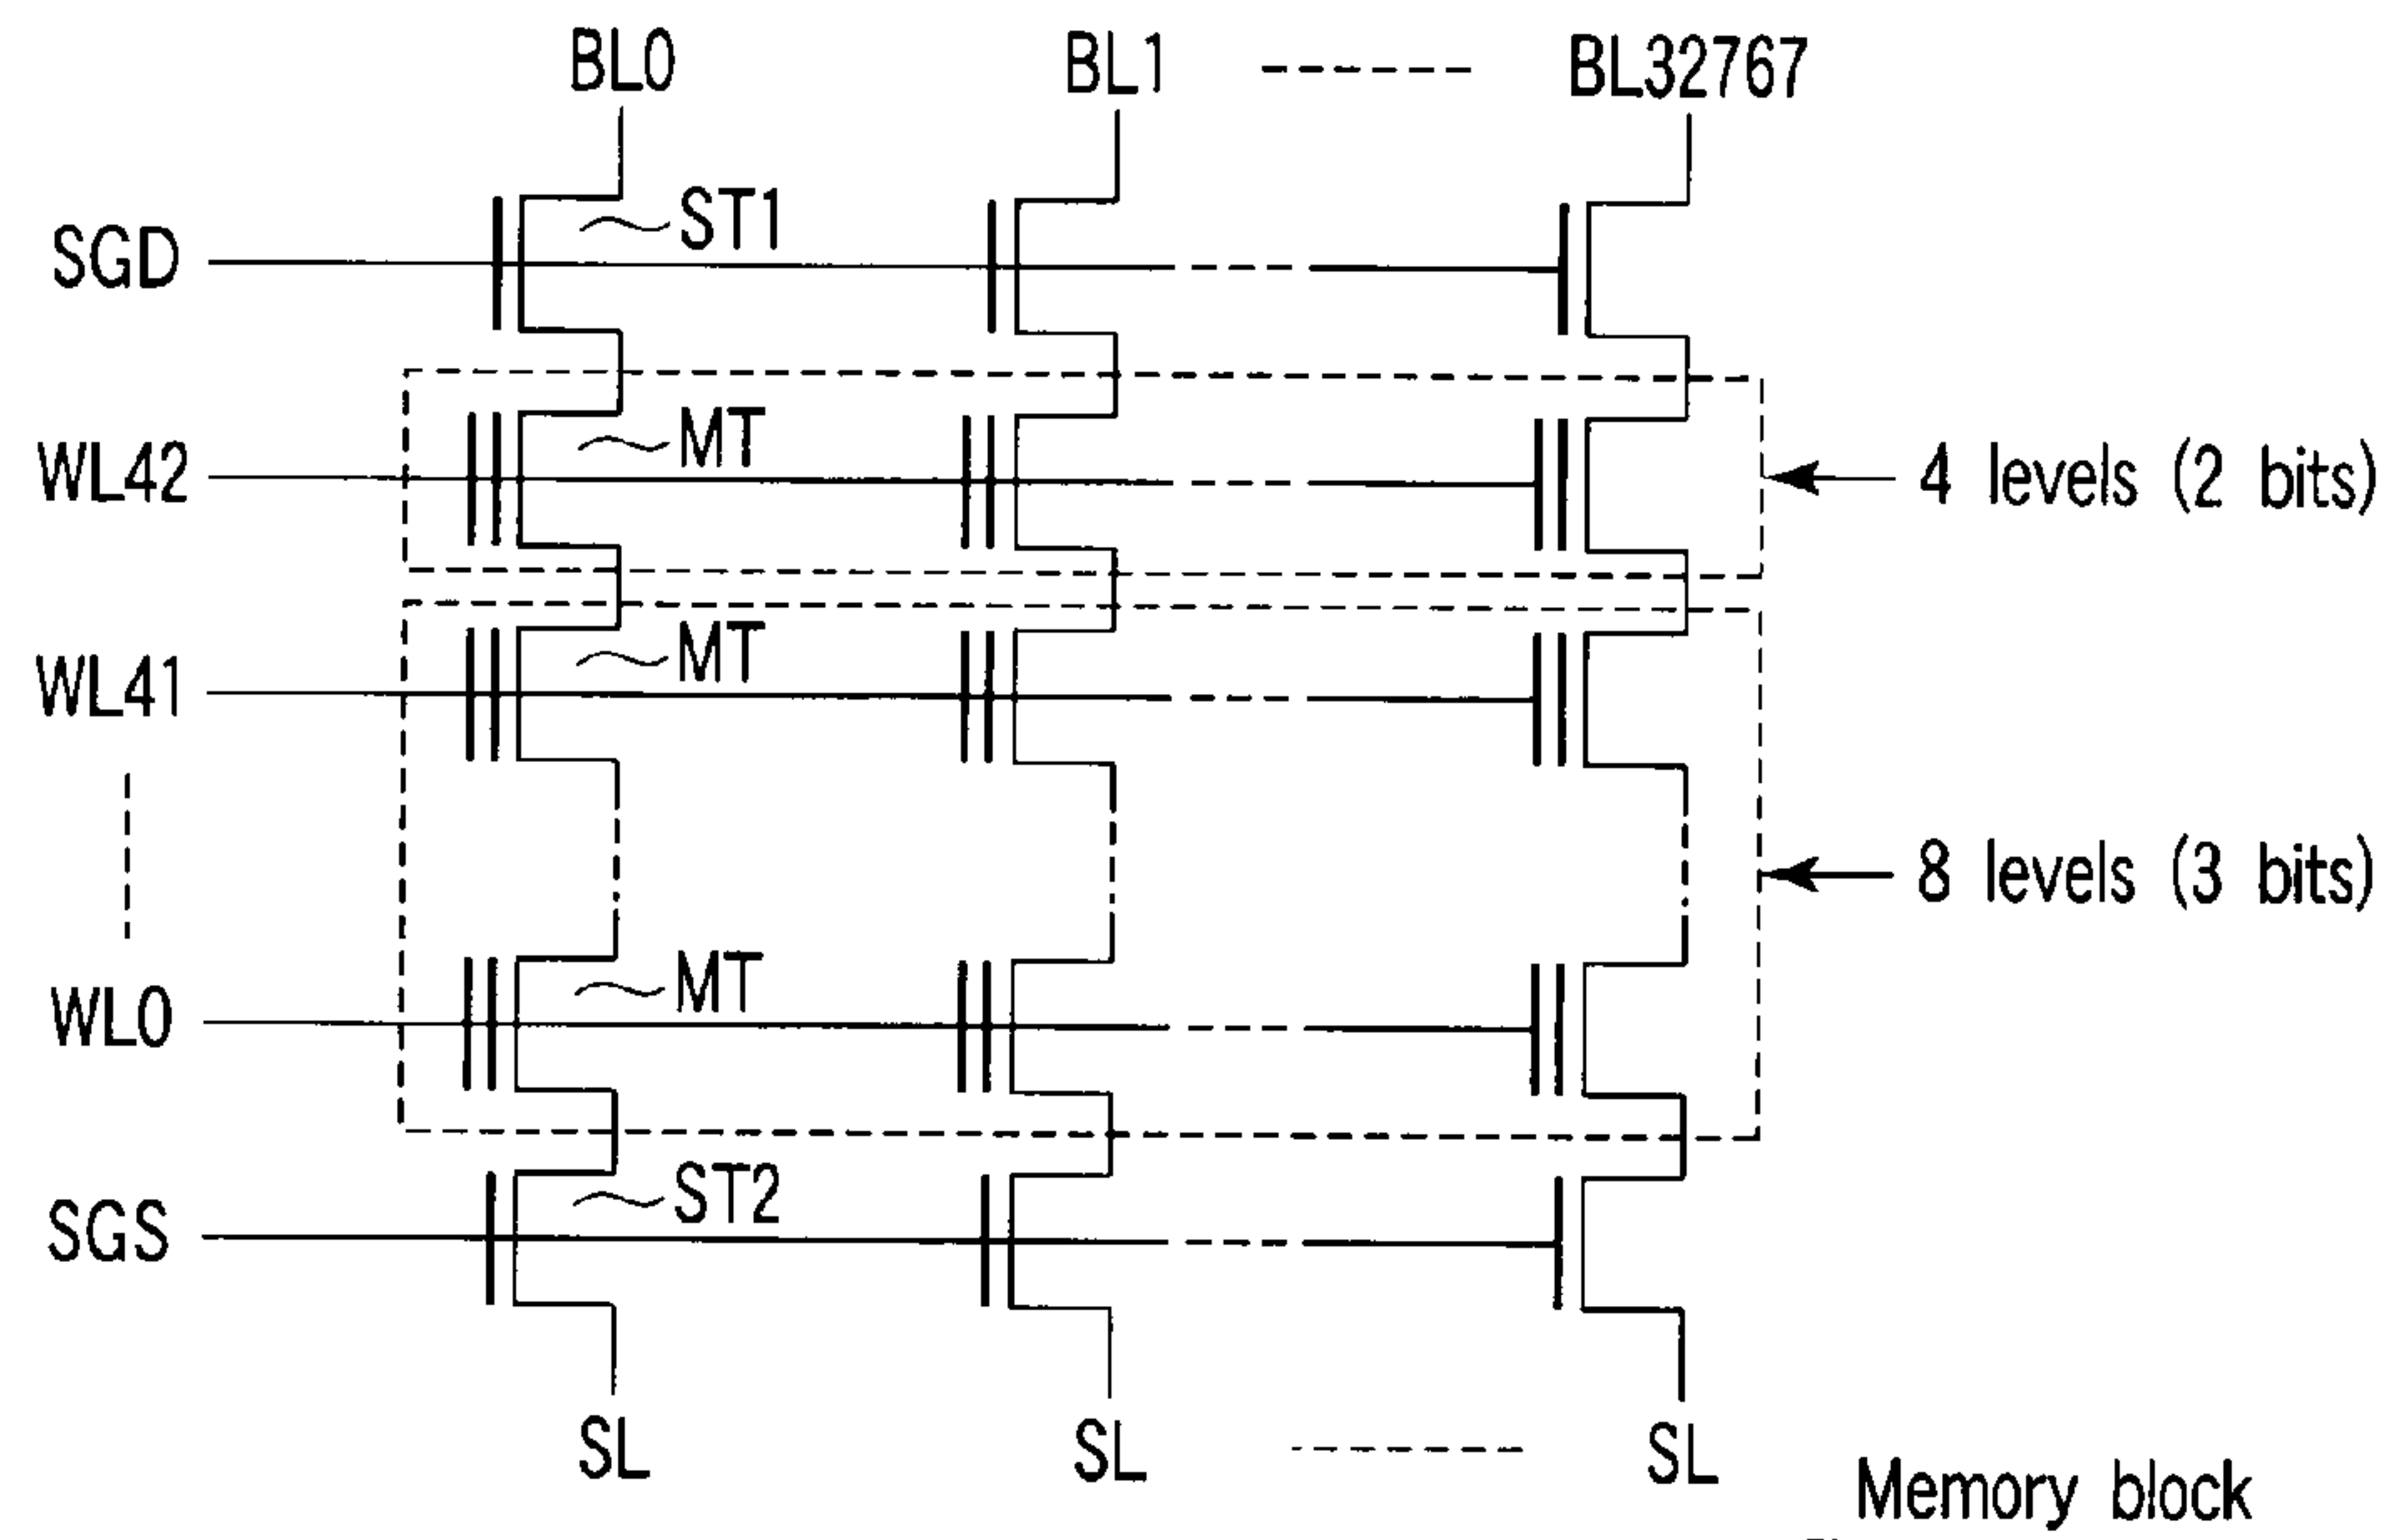 BL0 BL1 BL32767
SGD ST1
WL42 MT 4 levels (2 bits)
WL41 MT
8 levels (3 bits)
WL0 MT
SGS ST2
SL SL SL
Memory block